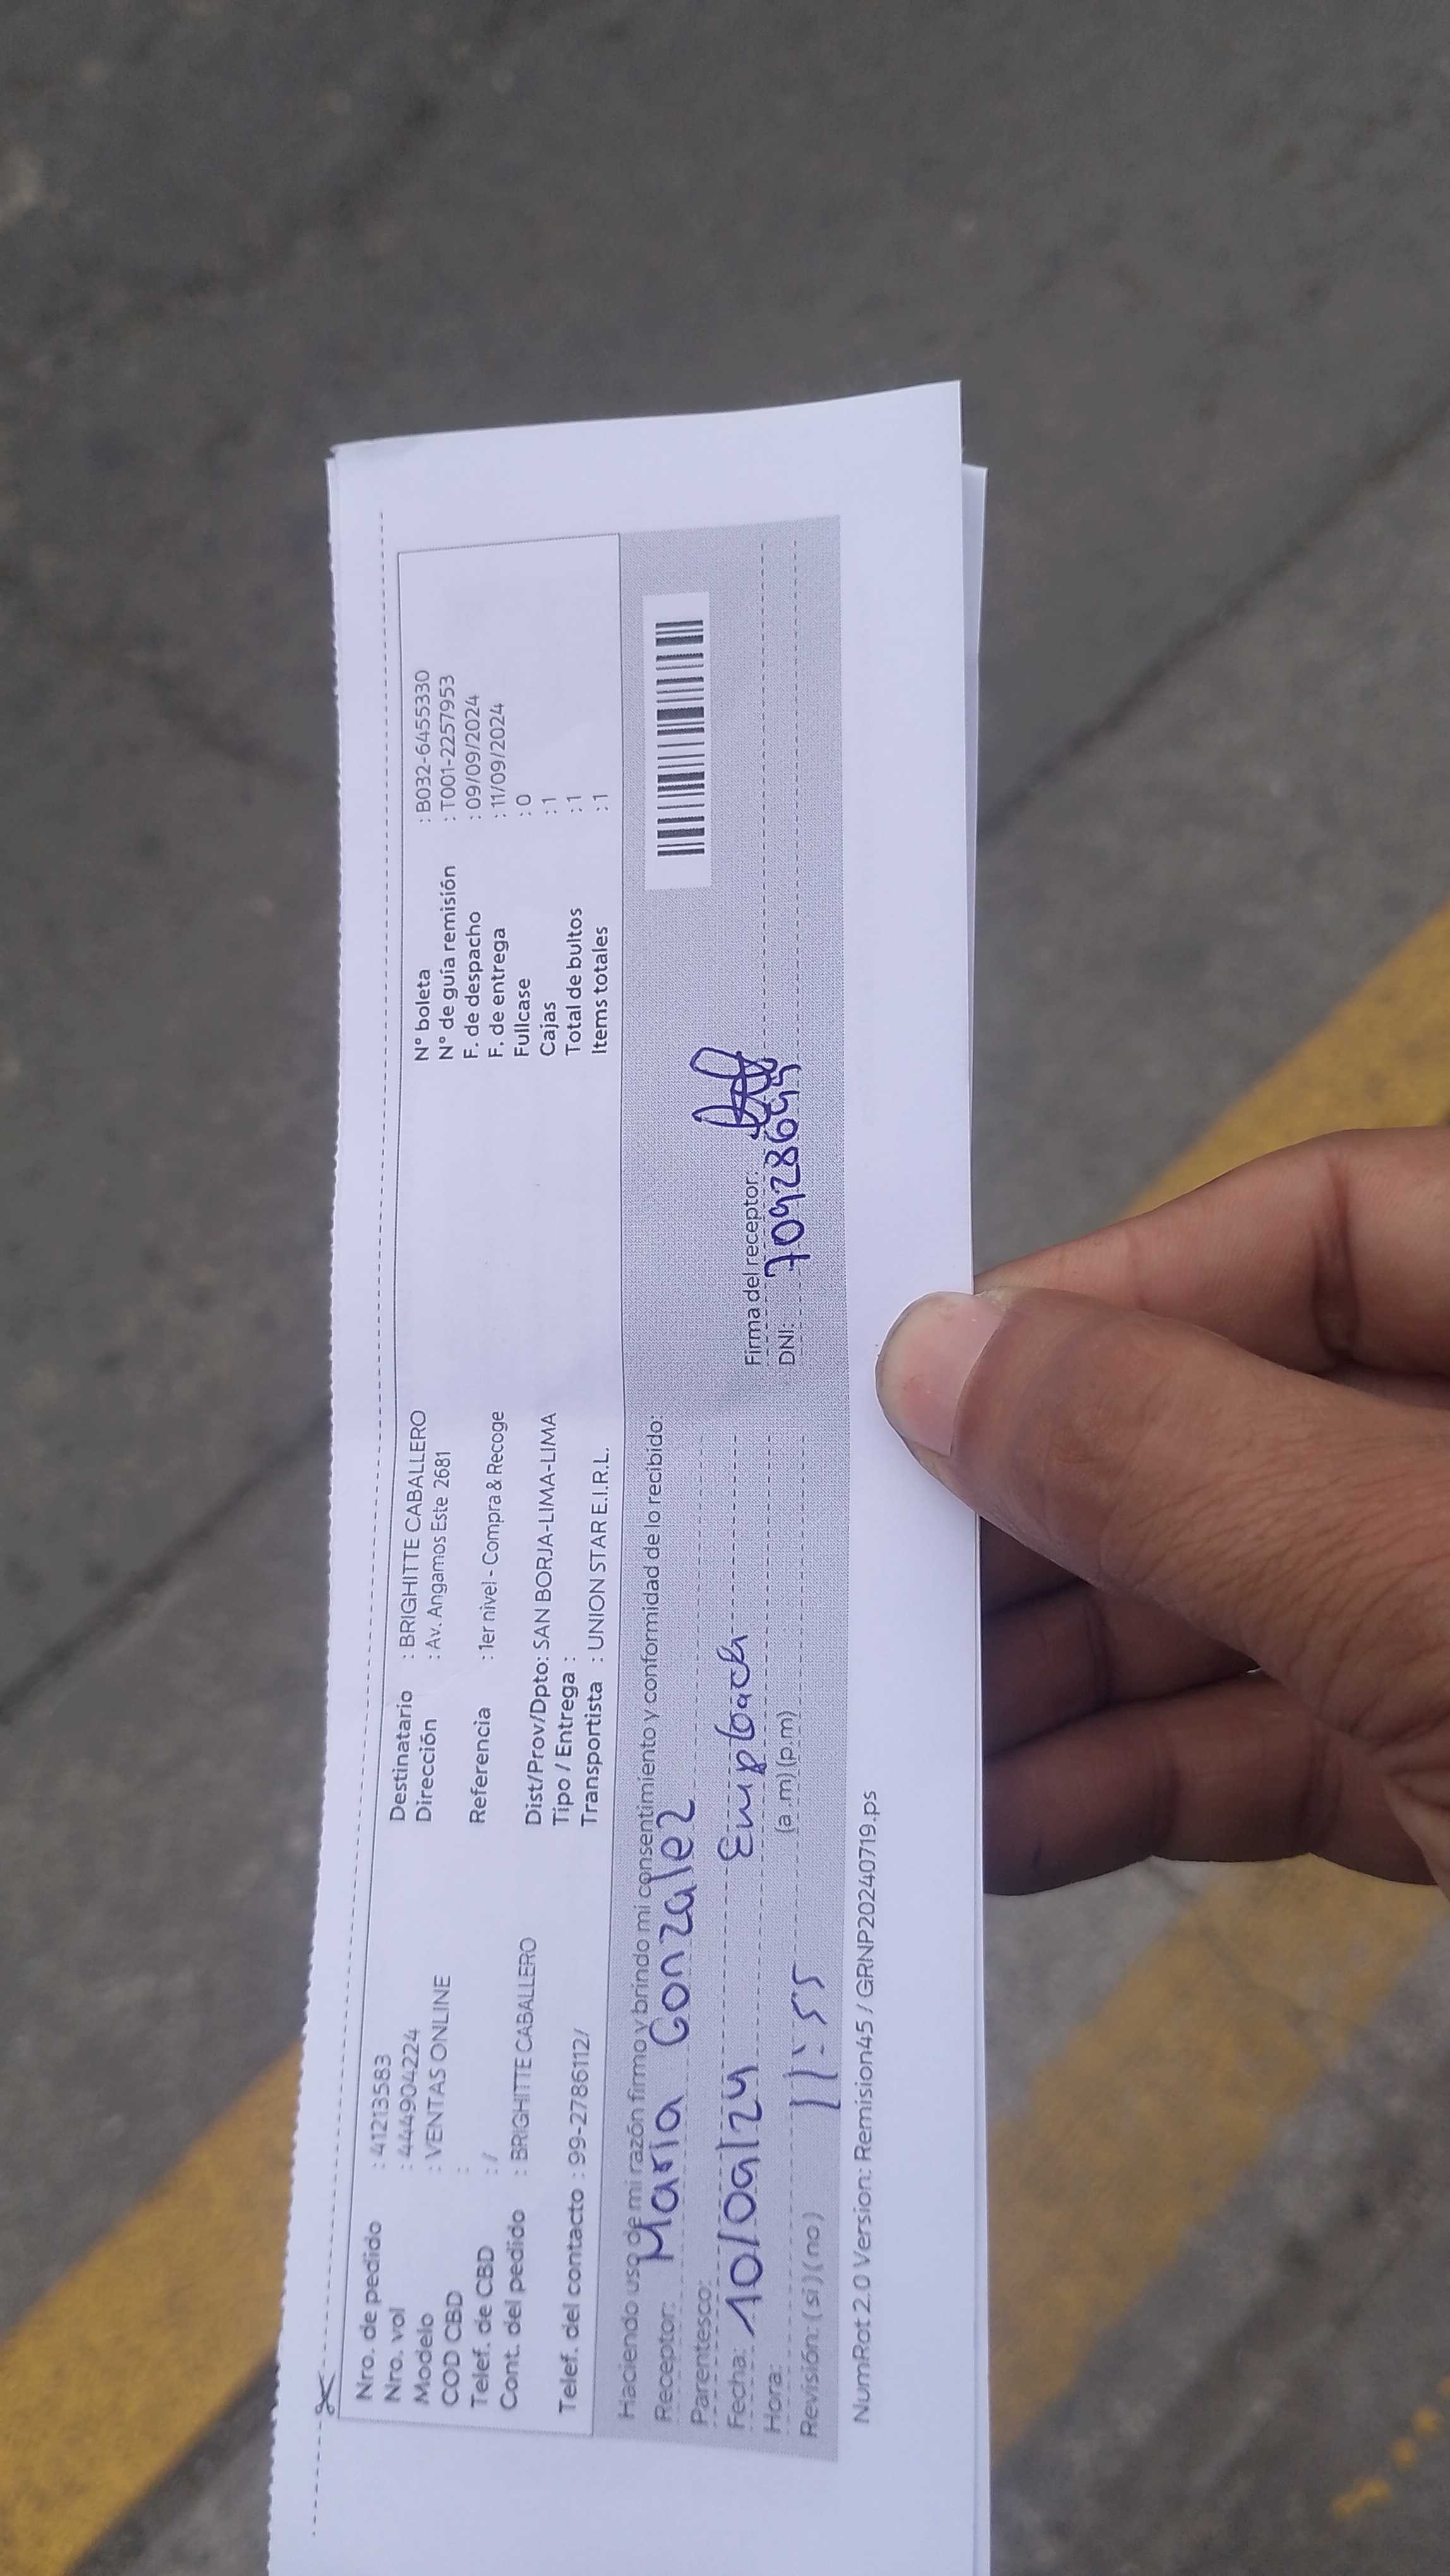 Nro. de pedido : 41213583
Nro. vol : 444904224
Modelo : VENTAS ONLINE
COD CBD :
Telef. de CBD : /
Cont. del pedido : BRIGHITTE CABALLERO
Telef. del contacto : 99-2786112/
Destinatario : BRIGHITTE CABALLERO
Dirección : Av. Angamos Este 2681
Referencia : 1er nivel - Compra & Recoge
Dist/Prov/Dpto: SAN BORJA-LIMA-LIMA
Tipo / Entrega :
Transportista : UNION STAR E.I.R.L.
N° boleta : B032-6455330
N° de guía remisión : T001-2257953
F. de despacho : 09/09/2024
F. de entrega : 11/09/2024
Fullcase : 0
Cajas : 1
Total de bultos : 1
Items totales : 1
Haciendo uso de mi razón firmo y brindo mi consentimiento y conformidad de lo recibido:
Receptor: Maria Gonzalez
Parentesco:
Fecha: 10/09/24
Hora: 11:55 (a.m) (p.m)
Revisión: (si) (no)
Firma del receptor:
DNI:
NumRot 2.0 Version: Remision45 / GRNP20240719.ps